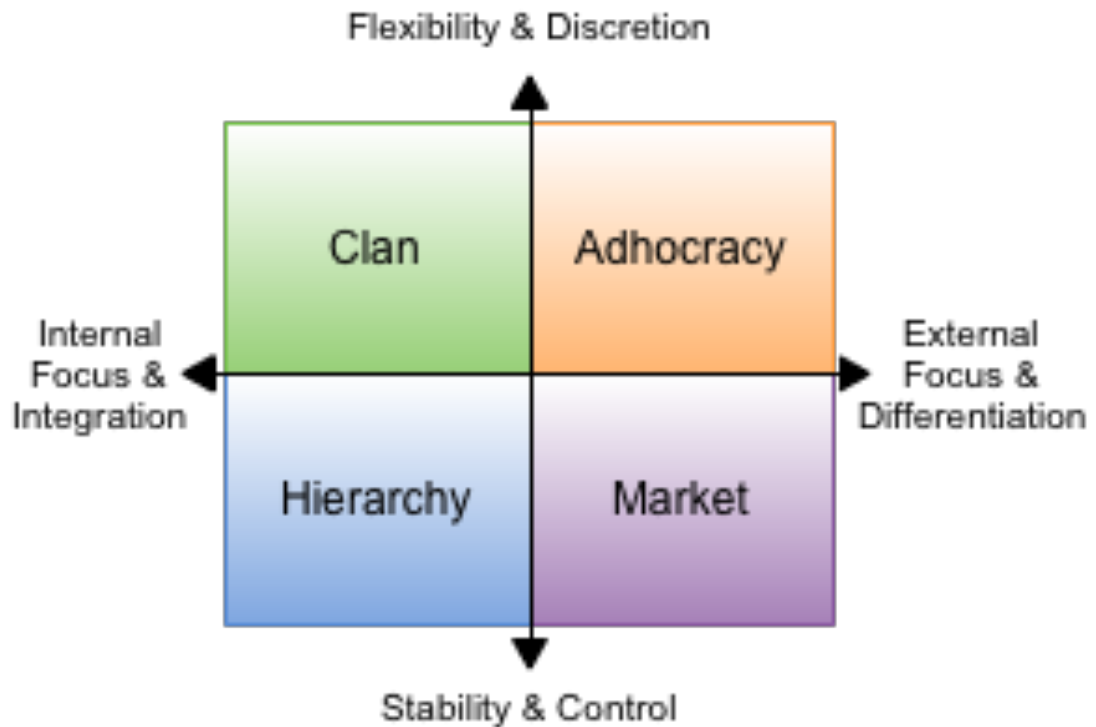 Flexibility & Discretion
Clan
Adhocracy
Internal
Focus &
Integration
External
Focus &
Differentiation
Hierarchy
Market
Stability & Control